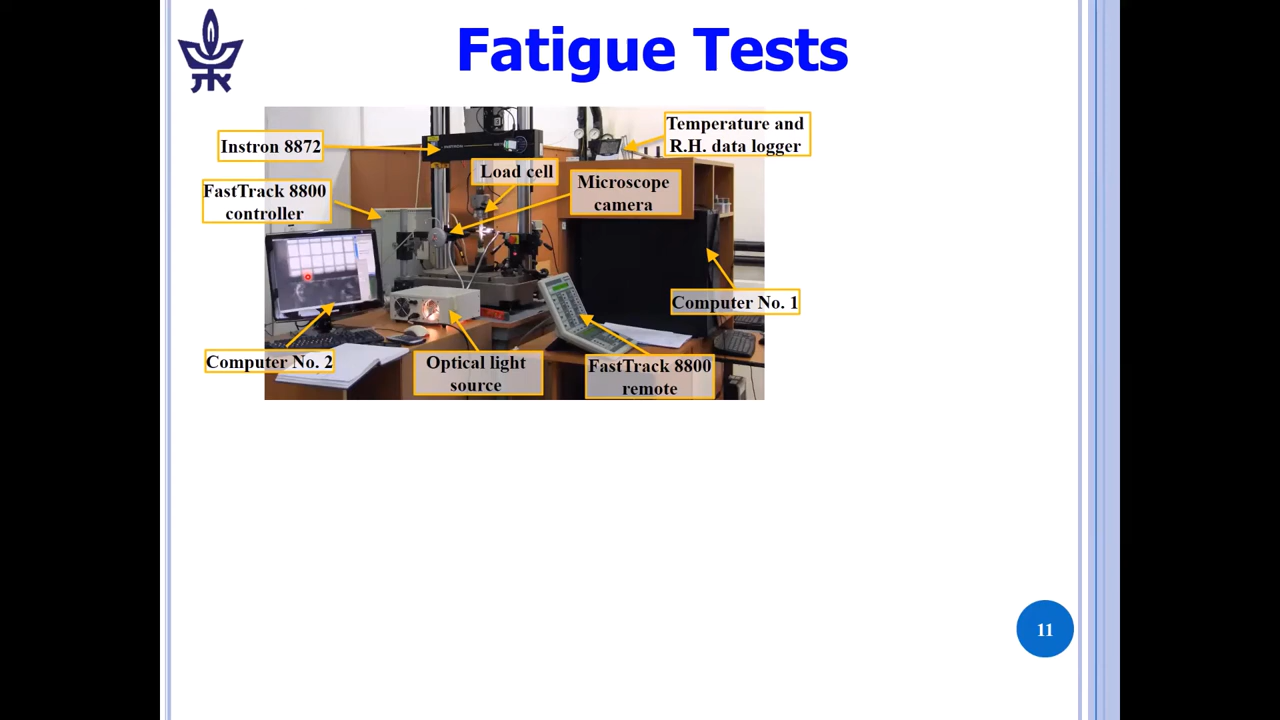 Fatigue Tests
Temperature and
R.H. data logger
Instron 8872
Load cell
Microscope
camera
FastTrack 8800
controller
Computer No. 1
Computer No. 2
Optical light
source
FastTrack 8800
remote
11